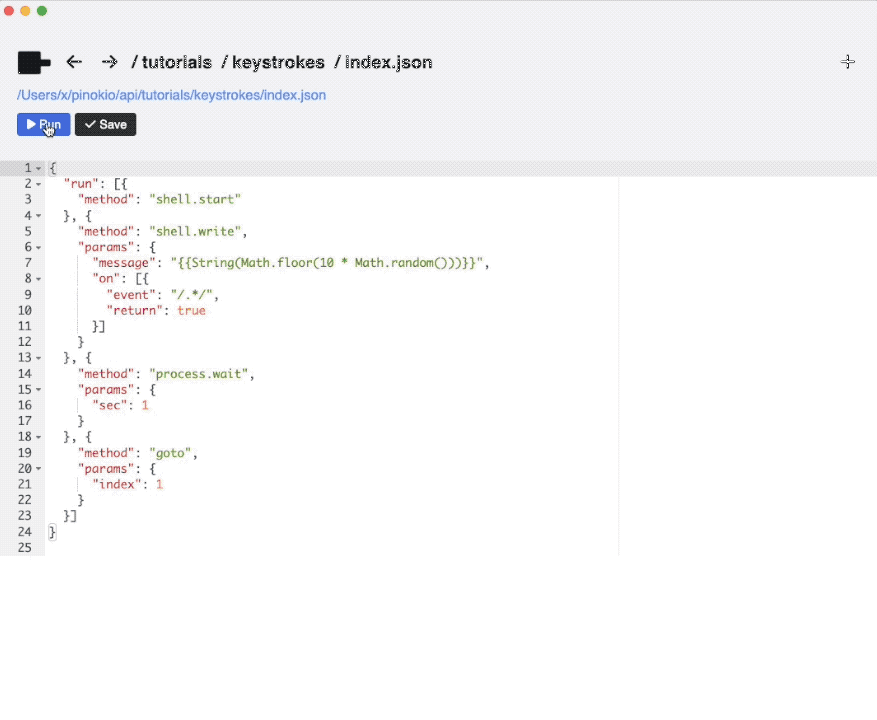 / tutorials / keystrokes / index.json
/Users/x/pinokio/api/tutorials/keystrokes/index.json
Run Save
1 {
2 "run": [{
3 "method": "shell.start"
4 }, {
5 "method": "shell.write",
6 "params": {
7 "message": "{{String(Math.floor(10 * Math.random()))}}",
8 "on": [{
9 "event": "/.*/",
10 "return": true
11 }]
12 }
13 }, {
14 "method": "process.wait",
15 "params": {
16 "sec": 1
17 }
18 }, {
19 "method": "goto",
20 "params": {
21 "index": 1
22 }
23 }]
24 }
25